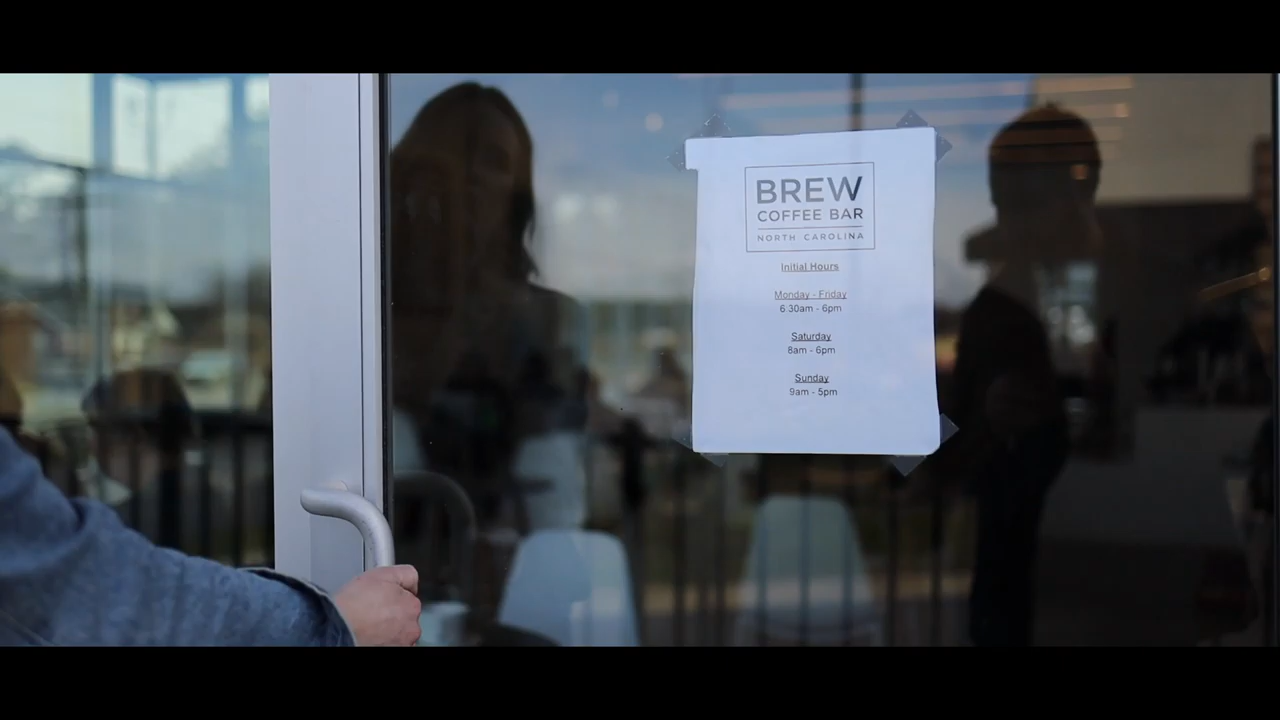 BREW
COFFEE BAR
NORTH CAROLINA
Initial Hours
Monday - Friday
6 30am - 6pm
Saturday
8am - 6pm
Sunday
9am - 5pm